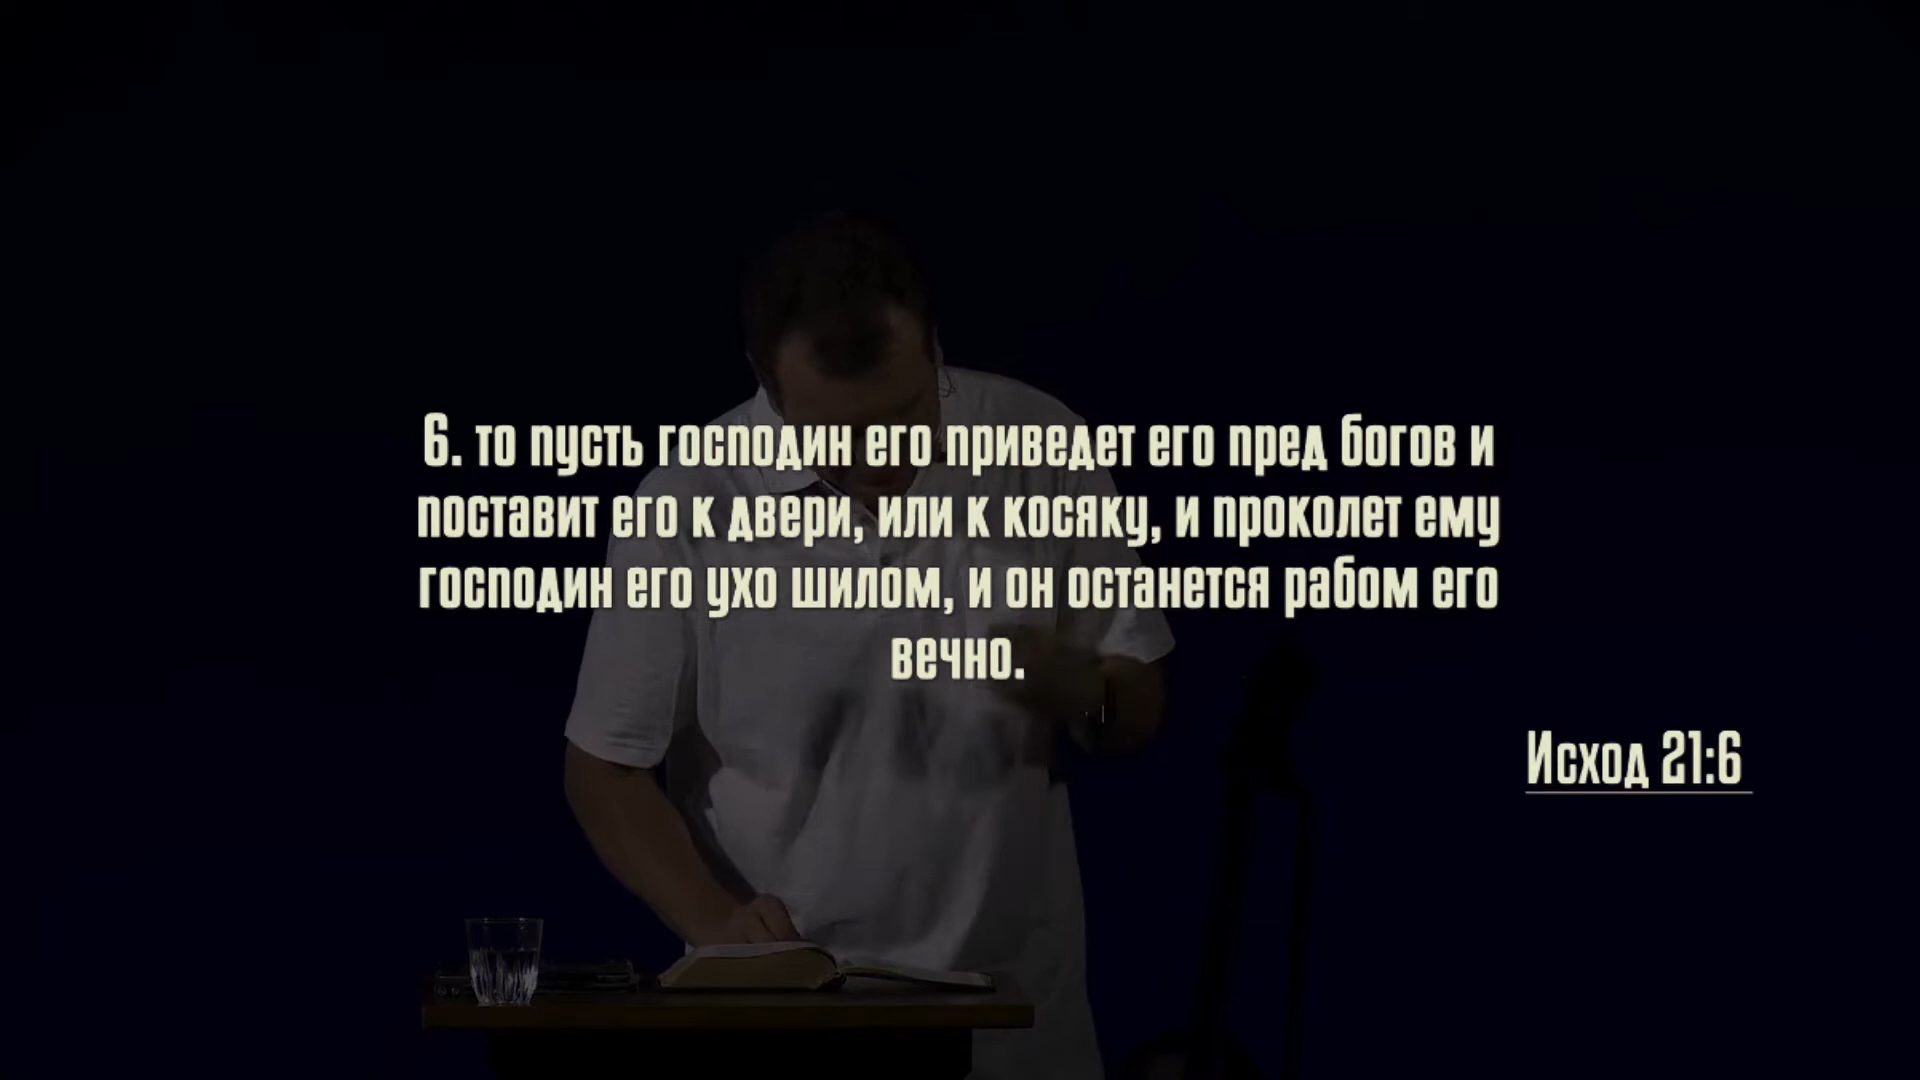 6. то пусть господин его приведет его пред богов и
поставит его к двери, или к косяку, и проколет ему
господин его ухо шилом, и он останется рабом его
вечно.
Исход 21:6